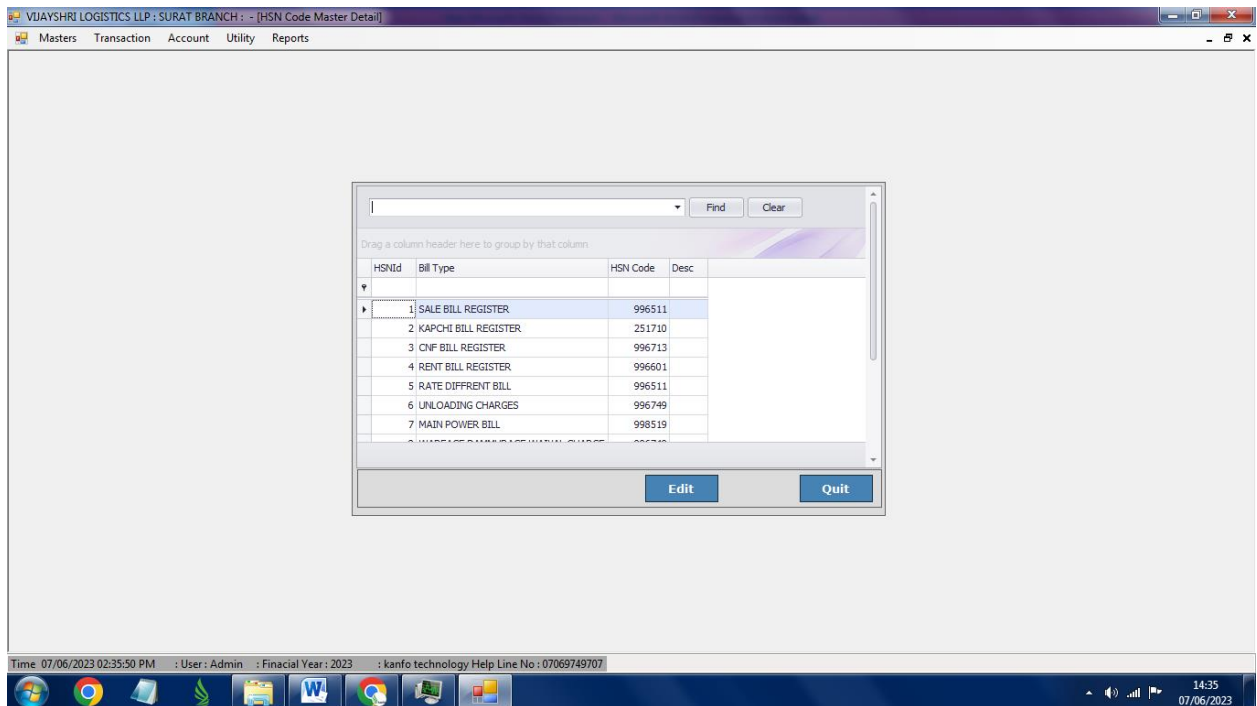 VIJAYSHRI LOGISTICS LLP : SURAT BRANCH : - [HSN Code Master Detail]
Masters Transaction Account Utility Reports
Find Clear
Drag a column header here to group by that column
HSNId Bill Type HSN Code Desc
1 SALE BILL REGISTER 996511
2 KAPCHI BILL REGISTER 251710
3 CNF BILL REGISTER 996713
4 RENT BILL REGISTER 996601
5 RATE DIFFRENT BILL 996511
6 UNLOADING CHARGES 996749
7 MAIN POWER BILL 998519
Edit Quit
Time 07/06/2023 02:35:50 PM : User : Admin : Finacial Year : 2023 : kanfo technology Help Line No : 07069749707
14:35
07/06/2023